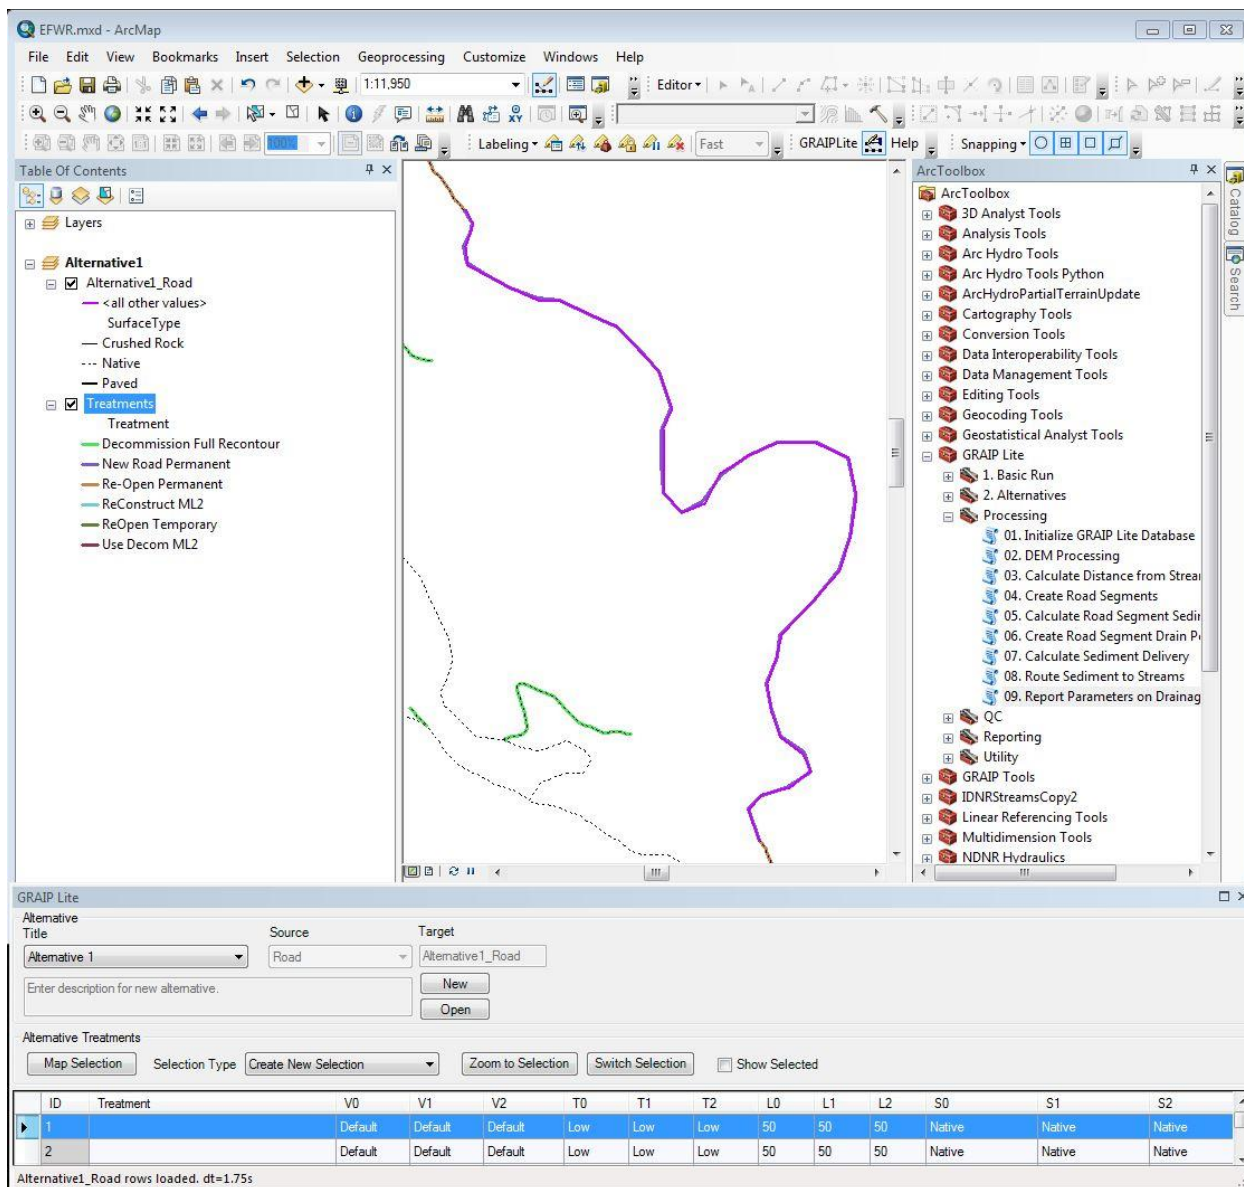 EFWR.mxd - ArcMap
File Edit View Bookmarks Insert Selection Geoprocessing Customize Windows Help
1:11,950 Editor
100% Labeling Fast GRAIPLite Help Snapping
Table Of Contents
Layers
Alternative1
Alternative1_Road
<all other values>
SurfaceType
Crushed Rock
Native
Paved
Treatments
Treatment
Decommission Full Recontour
New Road Permanent
Re-Open Permanent
ReConstruct ML2
ReOpen Temporary
Use Decom ML2
ArcToolbox
ArcToolbox
3D Analyst Tools
Analysis Tools
Arc Hydro Tools
Arc Hydro Tools Python
ArcHydroPartialTerrainUpdate
Cartography Tools
Conversion Tools
Data Interoperability Tools
Data Management Tools
Editing Tools
Geocoding Tools
Geostatistical Analyst Tools
GRAIP Lite
1. Basic Run
2. Alternatives
Processing
01. Initialize GRAIP Lite Database
02. DEM Processing
03. Calculate Distance from Strea
04. Create Road Segments
05. Calculate Road Segment Sedi
06. Create Road Segment Drain P
07. Calculate Sediment Delivery
08. Route Sediment to Streams
09. Report Parameters on Drainag
QC
Reporting
Utility
GRAIP Tools
IDNRStreamsCopy2
Linear Referencing Tools
Multidimension Tools
NDNR Hydraulics
Catalog
Search
GRAIP Lite
Alternative
Title Source Target
Alternative 1 Road Alternative1_Road
Enter description for new alternative.
New
Open
Alternative Treatments
Map Selection Selection Type Create New Selection Zoom to Selection Switch Selection Show Selected
ID Treatment V0 V1 V2 T0 T1 T2 L0 L1 L2 S0 S1 S2
1 Default Default Default Low Low Low 50 50 50 Native Native Native
2 Default Default Default Low Low Low 50 50 50 Native Native Native
Alternative1_Road rows loaded. dt=1.75s